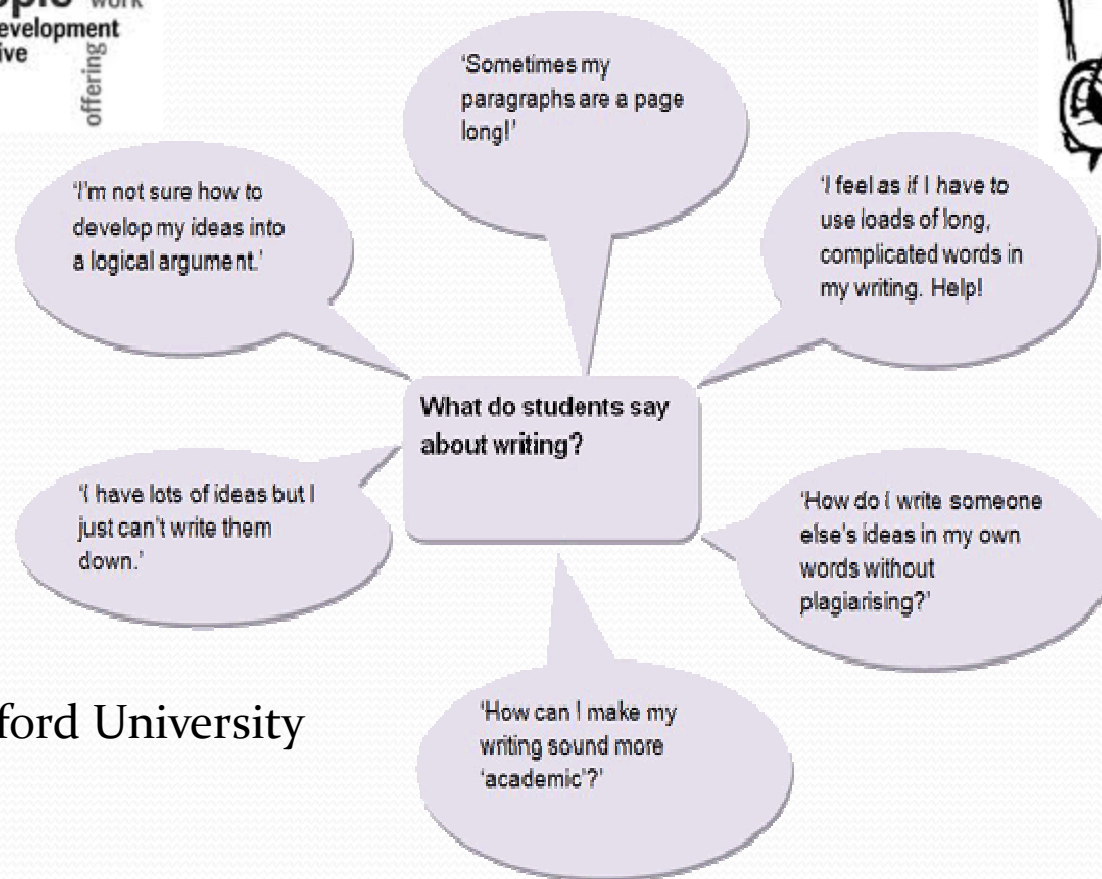 work
offering
'Sometimes my
paragraphs are a page
long!'
'I'm not sure how to
develop my ideas into
a logical argument.'
'I feel as if I have to
use loads of long,
complicated words in
my writing. Help!
What do students say
about writing?
'I have lots of ideas but I
just can't write them
down.'
'How do I write someone
else's ideas in my own
words without
plagiarising?'
'How can I make my
writing sound more
'academic'?'
University